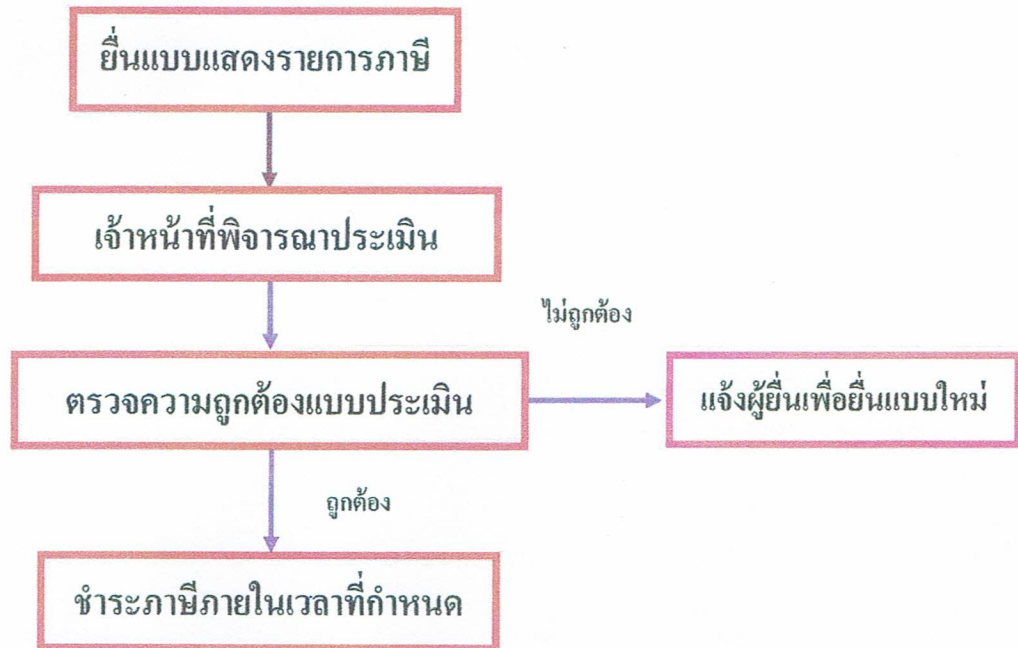 ยื่นแบบแสดงรายการภาษี
เจ้าหน้าที่พิจารณาประเมิน
ไม่ถูกต้อง
ตรวจความถูกต้องแบบประเมิน
แจ้งผู้ยื่นเพื่อยื่นแบบใหม่
ถูกต้อง
ชำระภาษีภายในเวลาที่กำหนด